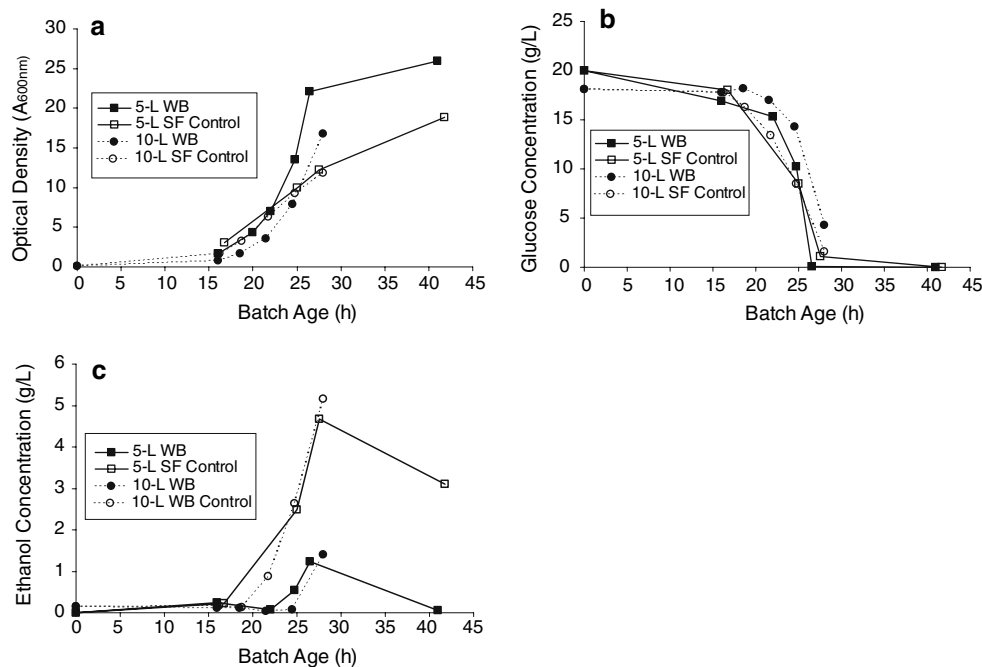 a
30
25
20
15
10
5
0
Optical Density (A600nm)
5-L WB
5-L SF Control
10-L WB
10-L SF Control
0 5 10 15 20 25 30 35 40 45
Batch Age (h)
b
25
20
15
10
5
0
Glucose Concentration (g/L)
5-L WB
5-L SF Control
10-L WB
10-L SF Control
0 5 10 15 20 25 30 35 40 45
Batch Age (h)
c
6
5
4
3
2
1
0
Ethanol Concentration (g/L)
5-L WB
5-L SF Control
10-L WB
10-L WB Control
0 5 10 15 20 25 30 35 40 45
Batch Age (h)